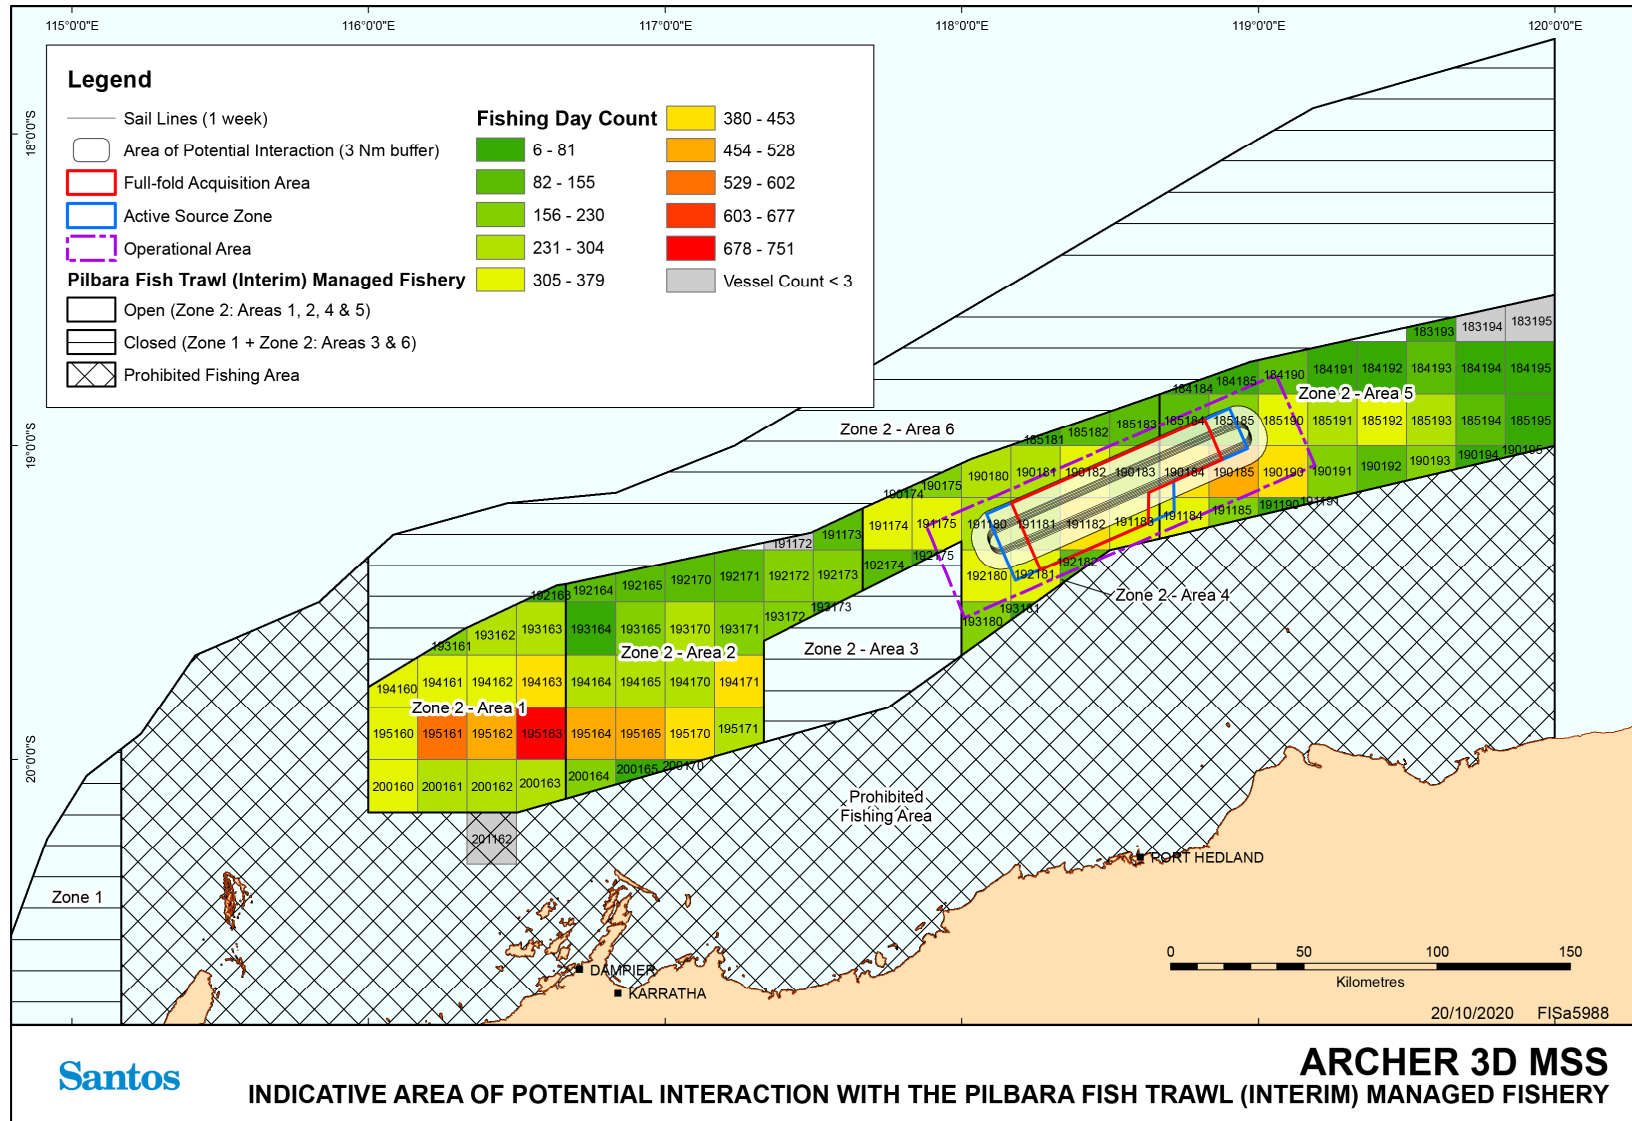 115°0'0"E 116°0'0"E 117°0'0"E 118°0'0"E 119°0'0"E 120°0'0"E
18°0'0"S
19°0'0"S
20°0'0"S
Legend
Sail Lines (1 week)
Area of Potential Interaction (3 Nm buffer)
Full-fold Acquisition Area
Active Source Zone
Operational Area
Pilbara Fish Trawl (Interim) Managed Fishery
Open (Zone 2: Areas 1, 2, 4 & 5)
Closed (Zone 1 + Zone 2: Areas 3 & 6)
Prohibited Fishing Area
Fishing Day Count
6 - 81
82 - 155
156 - 230
231 - 304
305 - 379
380 - 453
454 - 528
529 - 602
603 - 677
678 - 751
Vessel Count < 3
183193 183194 183195
184184 184185 184190 184191 184192 184193 184194 184195
Zone 2 - Area 5
Zone 2 - Area 6
185181 185182 185183 185184 185185 185190 185191 185192 185193 185194 185195
190174 190175 190180 190181 190182 190183 190184 190185 190190 190191 190192 190193 190194 190195
191172 191173 191174 191175 191180 191181 191182 191183 191184 191185 191190 191191
192163 192164 192165 192170 192171 192172 192173 192174 192175 192180 192181 192182
Zone 2 - Area 4
193161 193162 193163 193164 193165 193170 193171 193172 193173 193180 193181
Zone 2 - Area 2
Zone 2 - Area 3
194160 194161 194162 194163 194164 194165 194170 194171
Zone 2 - Area 1
195160 195161 195162 195163 195164 195165 195170 195171
200160 200161 200162 200163 200164 200165 200170
201162
Prohibited
Fishing Area
Zone 1
PORT HEDLAND
DAMPIER
KARRATHA
0 50 100 150
Kilometres
20/10/2020 FISa5988
Santos
ARCHER 3D MSS
INDICATIVE AREA OF POTENTIAL INTERACTION WITH THE PILBARA FISH TRAWL (INTERIM) MANAGED FISHERY